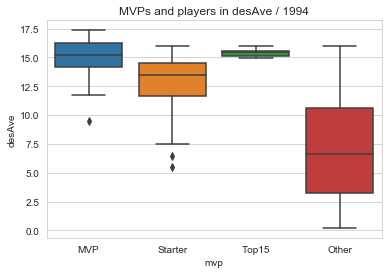 MVPs and players in desAve / 1994
17.5
15.0
12.5
10.0
7.5
5.0
2.5
0.0
desAve
MVP Starter Top15 Other
mvp